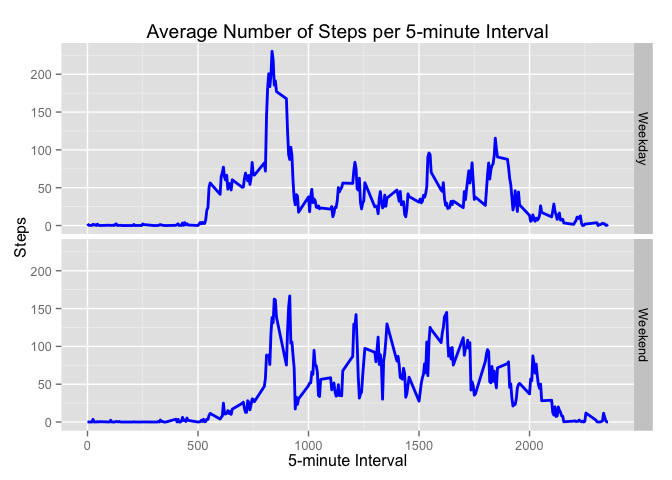 Average Number of Steps per 5-minute Interval
Steps
200
150
100
50
0
Weekday
200
150
100
50
0
Weekend
0 500 1000 1500 2000
5-minute Interval